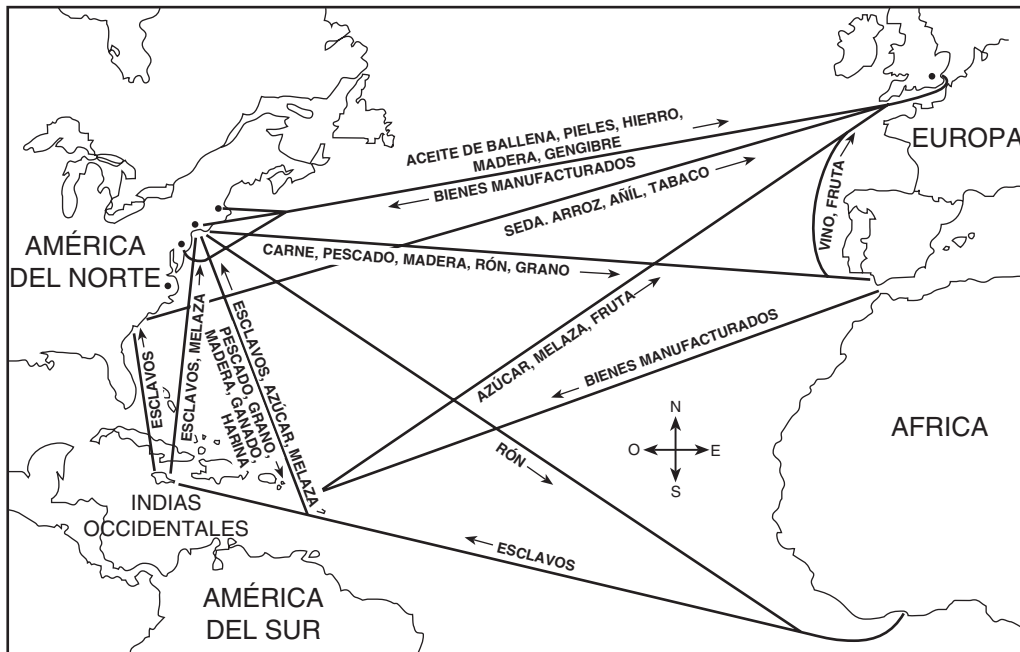 ACEITE DE BALLENA, PIELES, HIERRO,
MADERA, GENGIBRE
BIENES MANUFACTURADOS
SEDA. ARROZ, AÑÍL, TABACO
EUROPA
VINO, FRUTA
AMÉRICA
DEL NORTE
CARNE, PESCADO, MADERA, RÓN, GRANO
ESCLAVOS
ESCLAVOS, MELAZA
ESCLAVOS, AZÚCAR, MELAZA
PESCADO, GRANO,
MADERA, GANADO,
HARINA
AZÚCAR, MELAZA, FRUTA
BIENES MANUFACTURADOS
RÓN
N
O
E
S
AFRICA
INDIAS
OCCIDENTALES
ESCLAVOS
AMÉRICA
DEL SUR